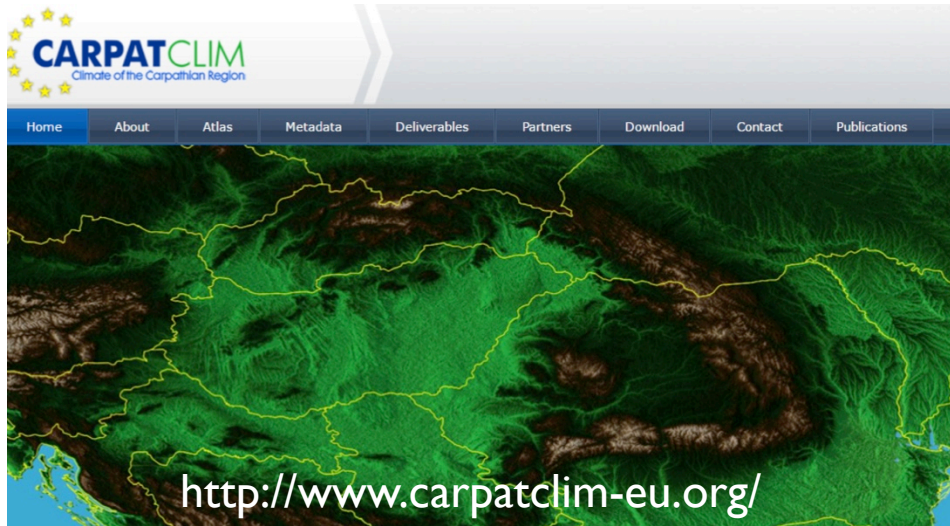 CARPATCLIM
Climate of the Carpathian Region
Home About Atlas Metadata Deliverables Partners Download Contact Publications
http://www.carpatclim-eu.org/